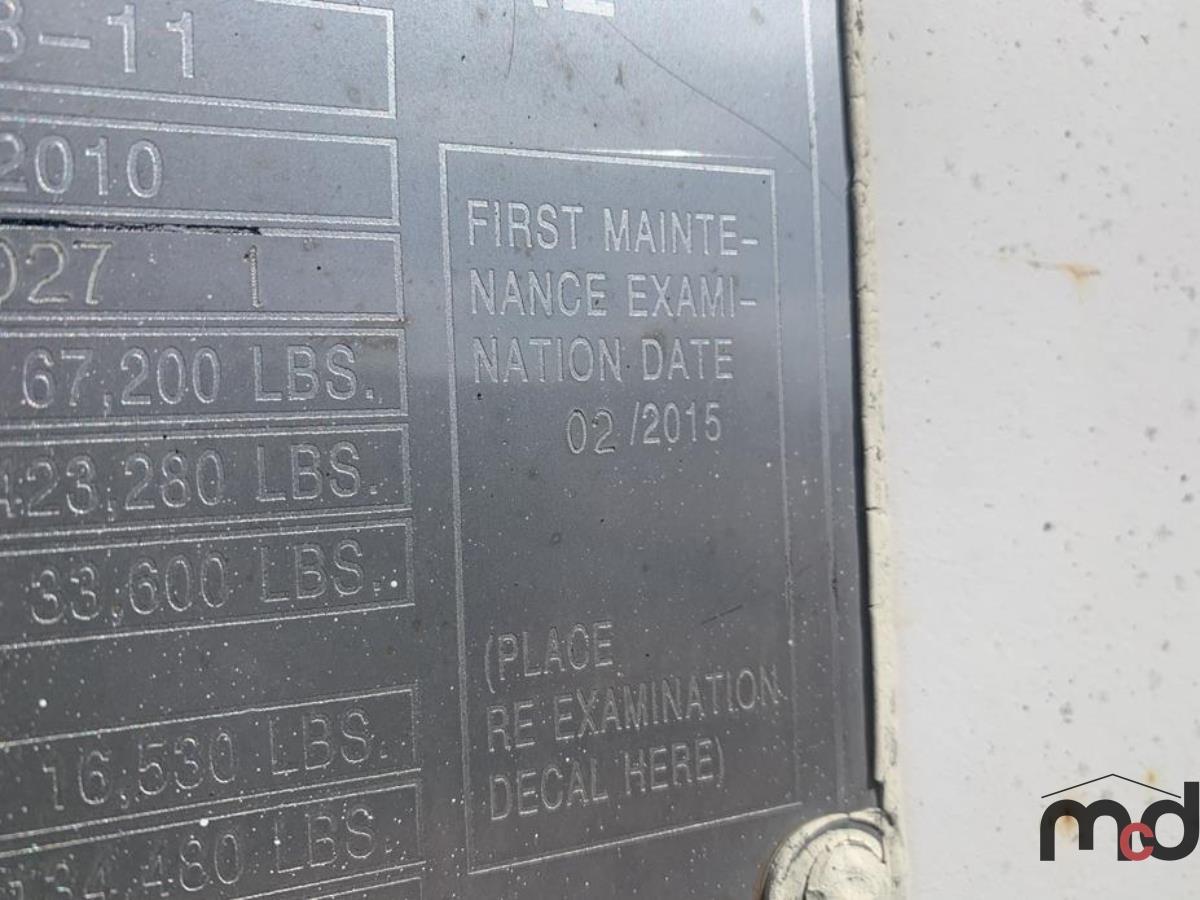 8-11
2010
027 1
67,200 LBS.
423,280 LBS.
33,600 LBS.
16,530 LBS.
34,480 LBS.
FIRST MAINTE-
NANCE EXAMI-
NATION DATE
02 /2015
(PLACE
RE EXAMINATION
DECAL HERE)
mcd